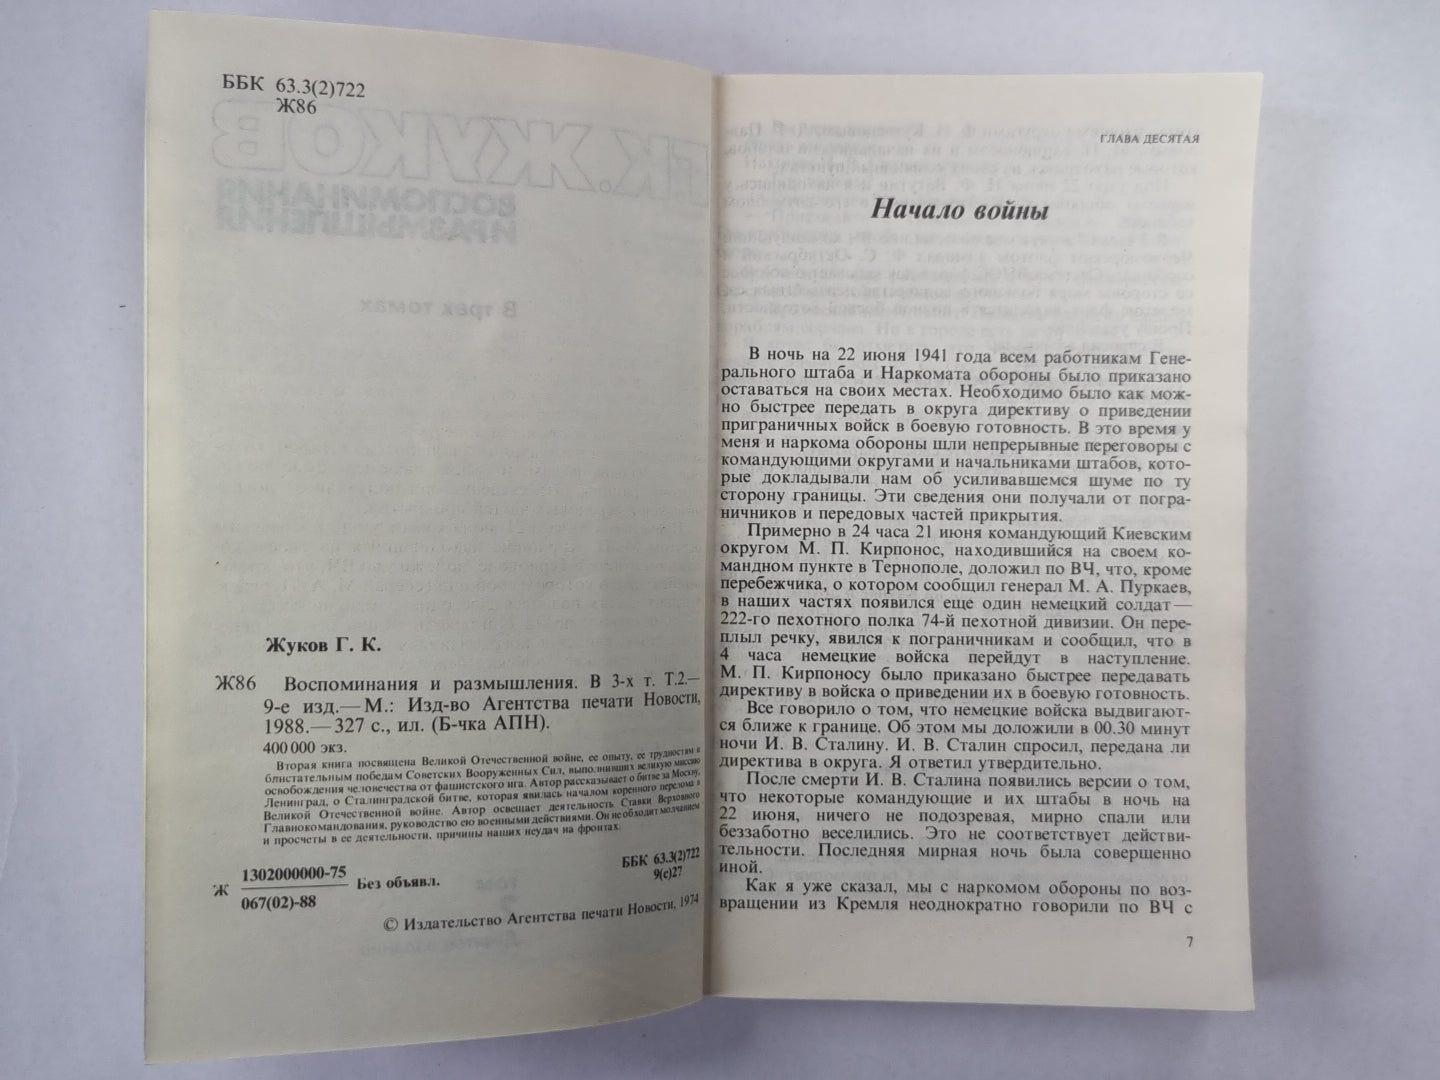 ББК 63.3(2)722
Ж86
Жуков Г. К.
Ж86 Воспоминания и размышления. В 3-х т. Т.2.—
9-е изд.— М.: Изд-во Агентства печати Новости,
1988.— 327 с., ил. (Б-чка АПН).
400 000 экз.
Вторая книга посвящена Великой Отечественной войне, ее опыту, ее трудностям и
блистательным победам Советских Вооруженных Сил, выполнивших великую миссию
освобождения человечества от фашистского ига. Автор рассказывает о битве за Москву,
Ленинград, о Сталинградской битве, которая явилась началом коренного перелома в
Великой Отечественной войне. Автор освещает деятельность Ставки Верховного
Главнокомандования, руководство ею военными действиями. Он не обходит молчанием
и просчеты в ее деятельности, причины наших неудач на фронтах.
Ж 1302000000-75 Без объявл.
067(02)-88
ББК 63.3(2)722
9(с)27
© Издательство Агентства печати Новости, 1974
ГЛАВА ДЕСЯТАЯ
Начало войны
В ночь на 22 июня 1941 года всем работникам Гене-
рального штаба и Наркомата обороны было приказано
оставаться на своих местах. Необходимо было как мож-
но быстрее передать в округа директиву о приведении
приграничных войск в боевую готовность. В это время у
меня и наркома обороны шли непрерывные переговоры с
командующими округами и начальниками штабов, кото-
рые докладывали нам об усиливавшемся шуме по ту
сторону границы. Эти сведения они получали от погра-
ничников и передовых частей прикрытия.
Примерно в 24 часа 21 июня командующий Киевским
округом М. П. Кирпонос, находившийся на своем ко-
мандном пункте в Тернополе, доложил по ВЧ, что, кроме
перебежчика, о котором сообщил генерал М. А. Пуркаев,
в наших частях появился еще один немецкий солдат —
222-го пехотного полка 74-й пехотной дивизии. Он пере-
плыл речку, явился к пограничникам и сообщил, что в
4 часа немецкие войска перейдут в наступление.
М. П. Кирпоносу было приказано быстрее передавать
директиву в войска о приведении их в боевую готовность.
Все говорило о том, что немецкие войска выдвигают-
ся ближе к границе. Об этом мы доложили в 00.30 минут
ночи И. В. Сталину. И. В. Сталин спросил, передана ли
директива в округа. Я ответил утвердительно.
После смерти И. В. Сталина появились версии о том,
что некоторые командующие и их штабы в ночь на
22 июня, ничего не подозревая, мирно спали или
беззаботно веселились. Это не соответствует действи-
тельности. Последняя мирная ночь была совершенно
иной.
Как я уже сказал, мы с наркомом обороны по воз-
вращении из Кремля неоднократно говорили по ВЧ с
7